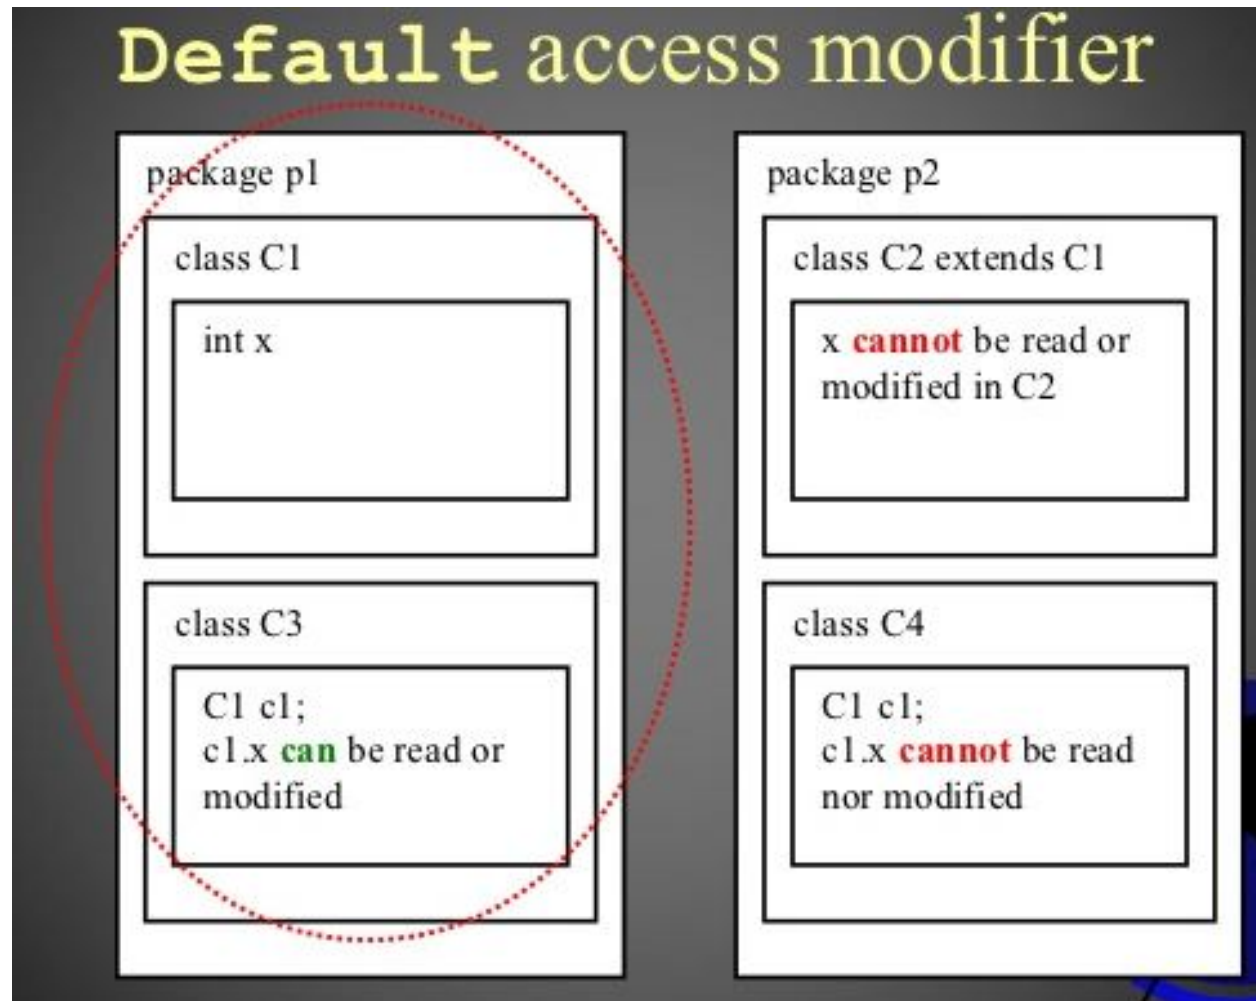 Default access modifier
package p1
class C1
int x
class C3
C1 c1;
c1.x can be read or
modified
package p2
class C2 extends C1
x cannot be read or
modified in C2
class C4
C1 c1;
c1.x cannot be read
nor modified